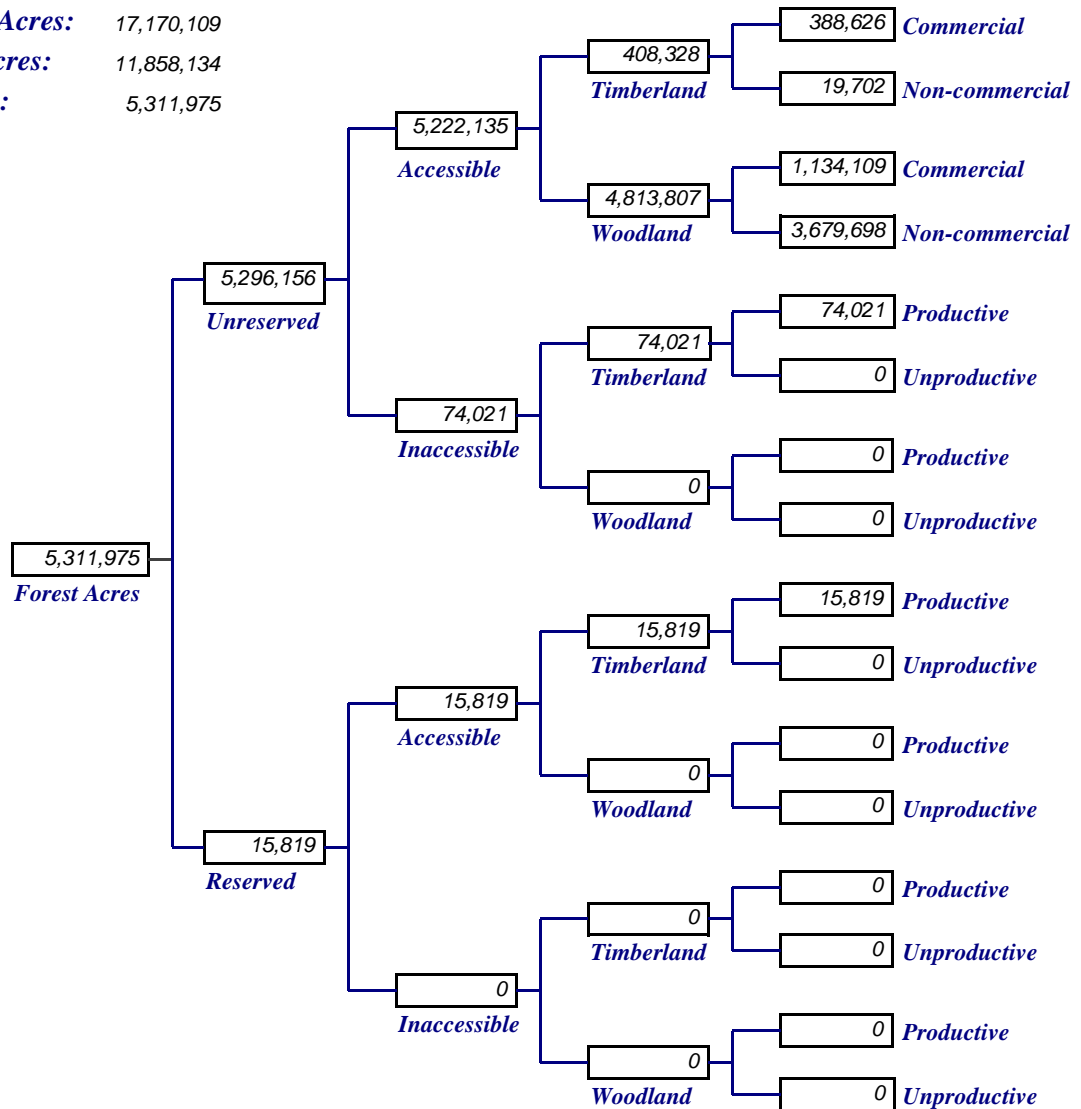 Acres: 17,170,109
cres: 11,858,134
: 5,311,975
388,626 Commercial
408,328
Timberland
19,702 Non-commercial
5,222,135
Accessible
1,134,109 Commercial
4,813,807
Woodland
3,679,698 Non-commercial
5,296,156
Unreserved
74,021 Productive
74,021
Timberland
0 Unproductive
74,021
Inaccessible
0 Productive
0
Woodland
0 Unproductive
5,311,975
Forest Acres
15,819 Productive
15,819
Timberland
0 Unproductive
15,819
Accessible
0 Productive
0
Woodland
0 Unproductive
15,819
Reserved
0 Productive
0
Timberland
0 Unproductive
0
Inaccessible
0 Productive
0
Woodland
0 Unproductive